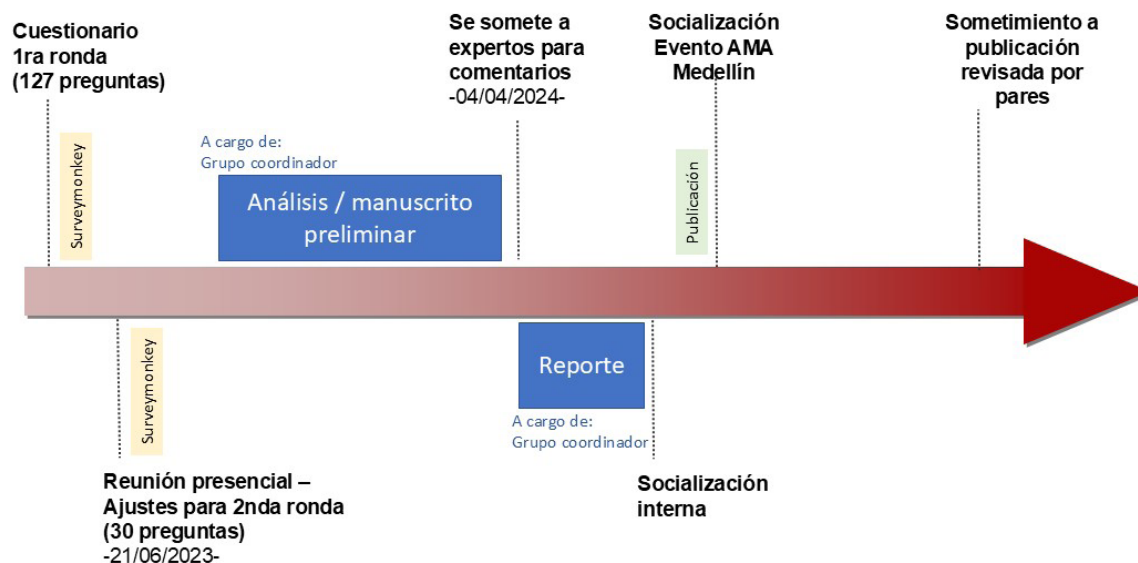 Cuestionario
1ra ronda
(127 preguntas)
Surveymonkey
A cargo de:
Grupo coordinador
Análisis / manuscrito
preliminar
Se somete a
expertos para
comentarios
-04/04/2024-
Socialización
Evento AMA
Medellín
Publicación
Sometimiento a
publicación
revisada por
pares
Surveymonkey
Reunión presencial –
Ajustes para 2nda ronda
(30 preguntas)
-21/06/2023-
Reporte
A cargo de:
Grupo coordinador
Socialización
interna